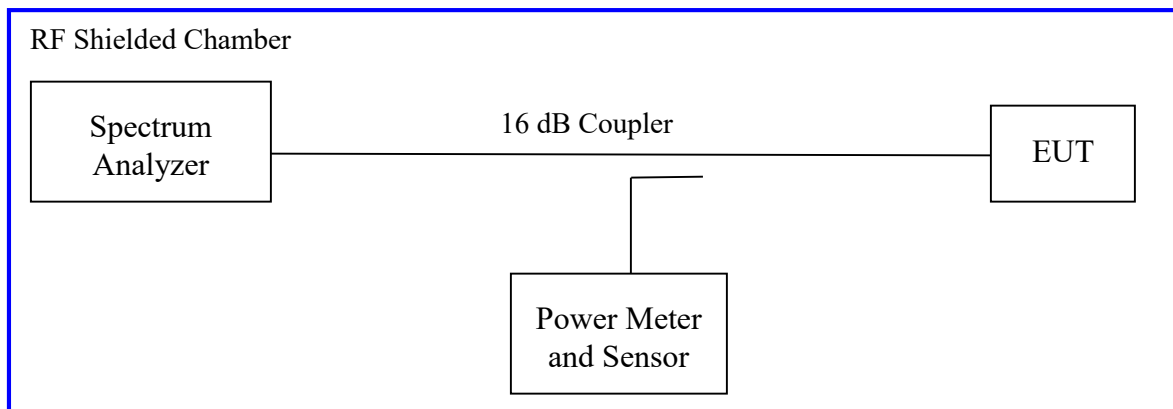 RF Shielded Chamber
Spectrum
Analyzer
16 dB Coupler
EUT
Power Meter
and Sensor